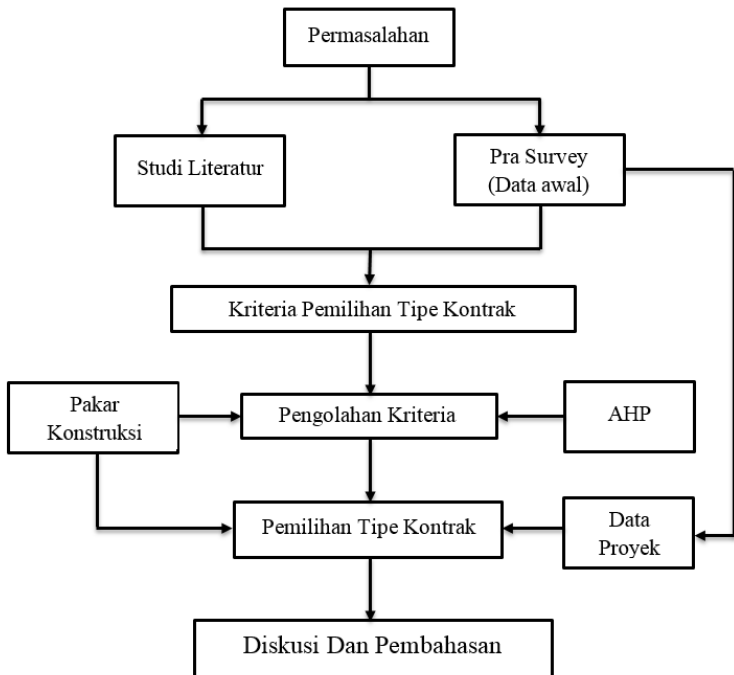 Permasalahan
Studi Literatur
Pra Survey
(Data awal)
Kriteria Pemilihan Tipe Kontrak
Pakar
Konstruksi
Pengolahan Kriteria
AHP
Pemilihan Tipe Kontrak
Data
Proyek
Diskusi Dan Pembahasan